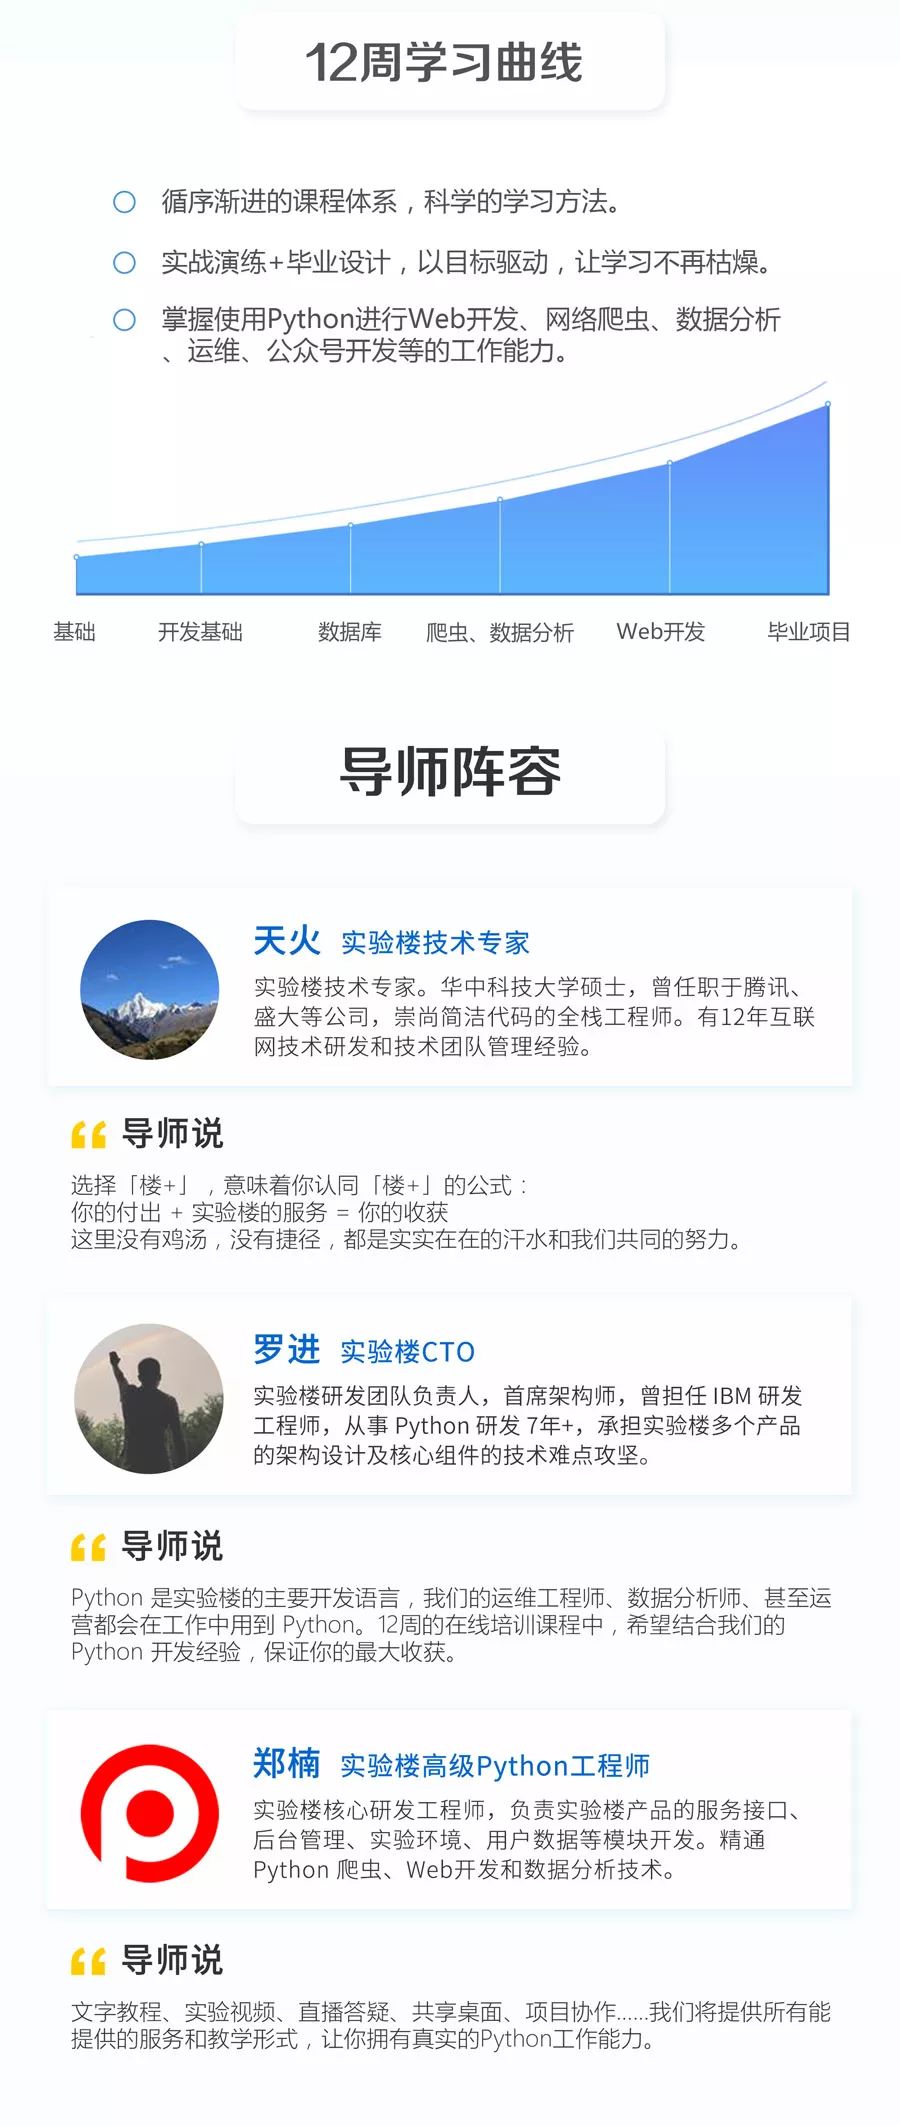 12周学习曲线
循序渐进的课程体系，科学的学习方法。
实战演练+毕业设计，以目标驱动，让学习不再枯燥。
掌握使用Python进行Web开发、网络爬虫、数据分析
、运维、公众号开发等的工作能力。
基础 开发基础 数据库 爬虫、数据分析 Web开发 毕业项目
导师阵容
天火 实验楼技术专家
实验楼技术专家。华中科技大学硕士，曾任职于腾讯、
盛大等公司，崇尚简洁代码的全栈工程师。有12年互联
网技术研发和技术团队管理经验。
导师说
选择「楼+」，意味着你认同「楼+」的公式：
你的付出 + 实验楼的服务 = 你的收获
这里没有鸡汤，没有捷径，都是实实在在的汗水和我们共同的努力。
罗进 实验楼CTO
实验楼研发团队负责人，首席架构师，曾担任 IBM 研发
工程师，从事 Python 研发 7年+，承担实验楼多个产品
的架构设计及核心组件的技术难点攻坚。
导师说
Python 是实验楼的主要开发语言，我们的运维工程师、数据分析师、甚至运
营都会在工作中用到 Python。12周的在线培训课程中，希望结合我们的
Python 开发经验，保证你的最大收获。
郑楠 实验楼高级Python工程师
实验楼核心研发工程师，负责实验楼产品的服务接口、
后台管理、实验环境、用户数据等模块开发。精通
Python 爬虫、Web开发和数据分析技术。
导师说
文字教程、实验视频、直播答疑、共享桌面、项目协作......我们将提供所有能
提供的服务和教学形式，让你拥有真实的Python工作能力。